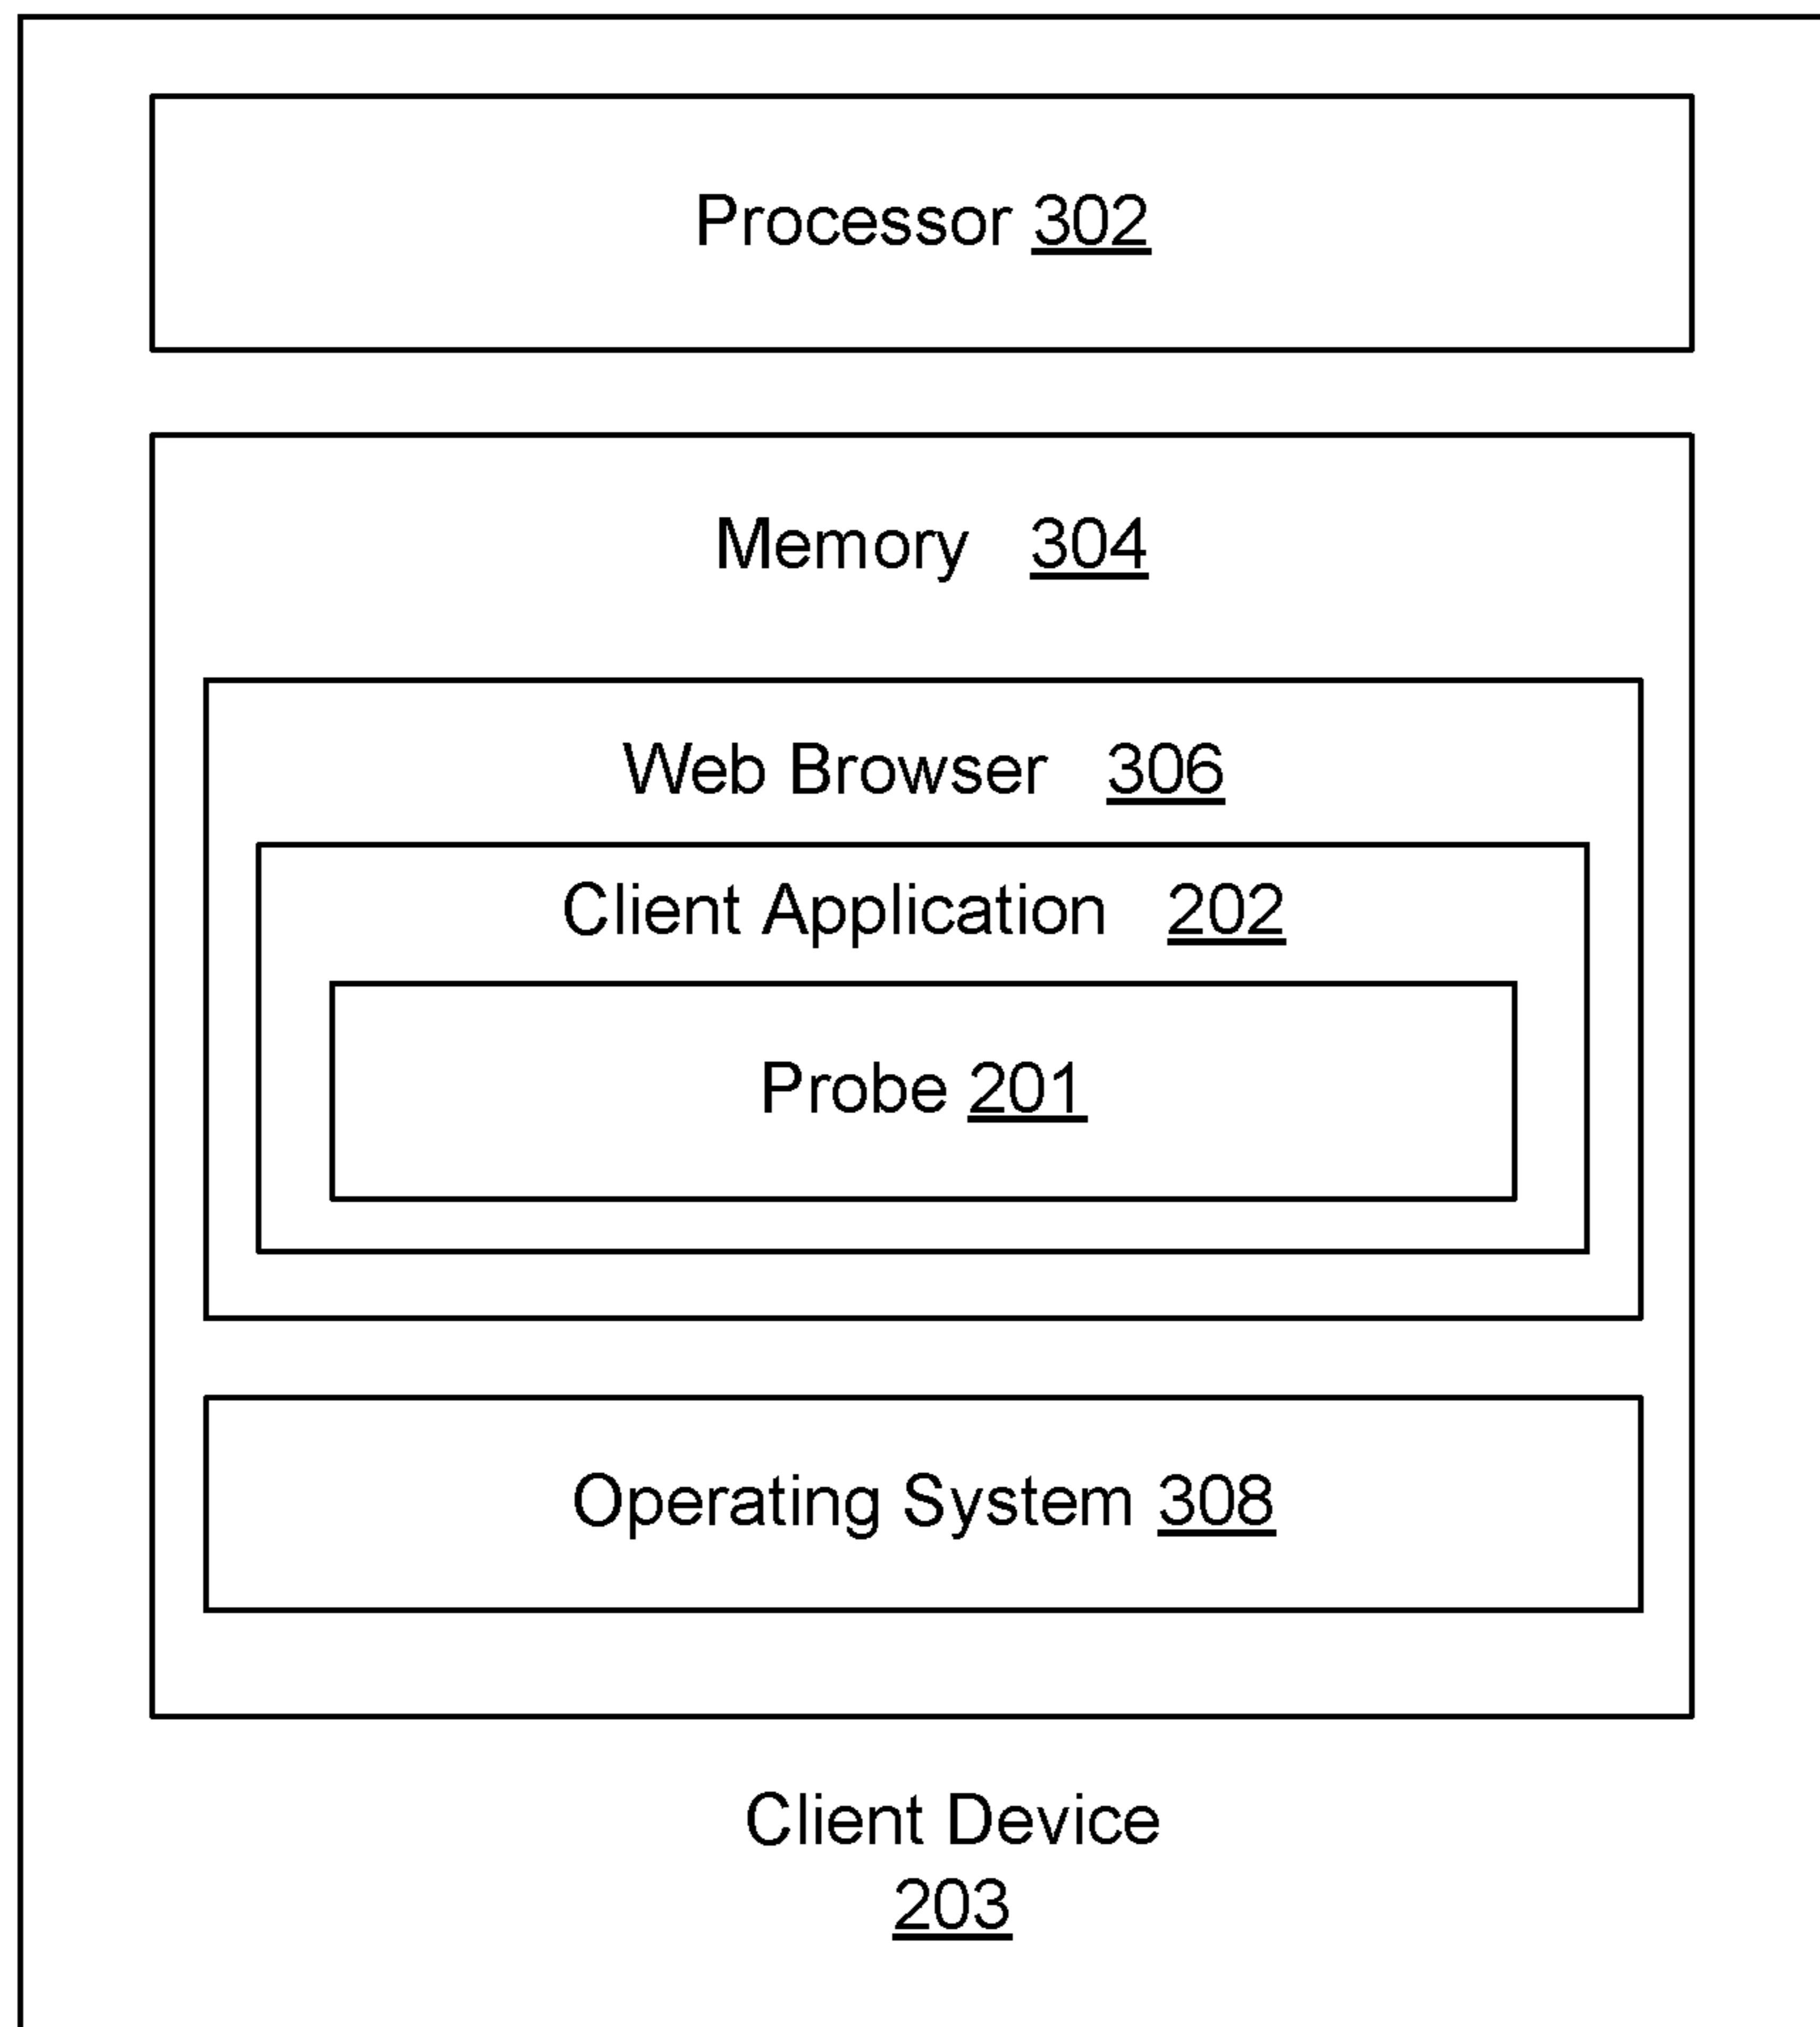 Processor 302
Memory 304
Web Browser 306
Client Application 202
Probe 201
Operating System 308
Client Device
203